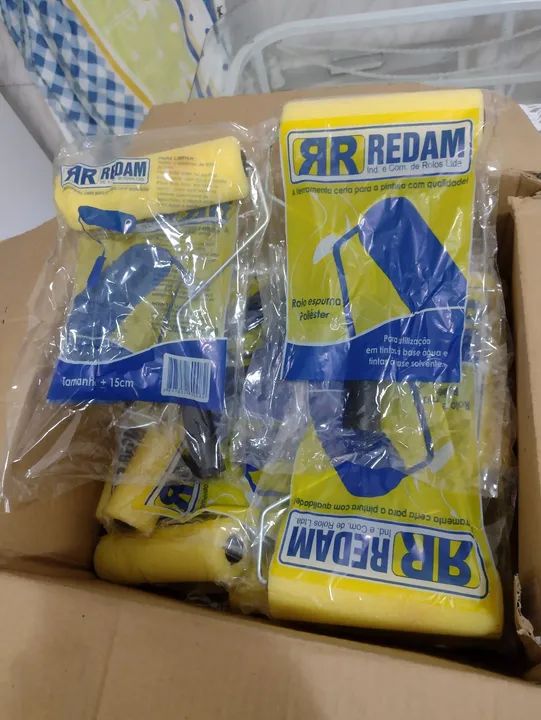 RR REDAM
Tamanho ± 15cm
RR REDAM
Ind. e Com. de Rolos Ltda
A ferramenta certa para a pintura com qualidade!
Rolo espuma
Poliéster
Para utilização
em tintas à base água e
tintas à base solvente
RR REDAM
Ind. e Com. de Rolos Ltda
ramenta certa para a pintura com qualidade!